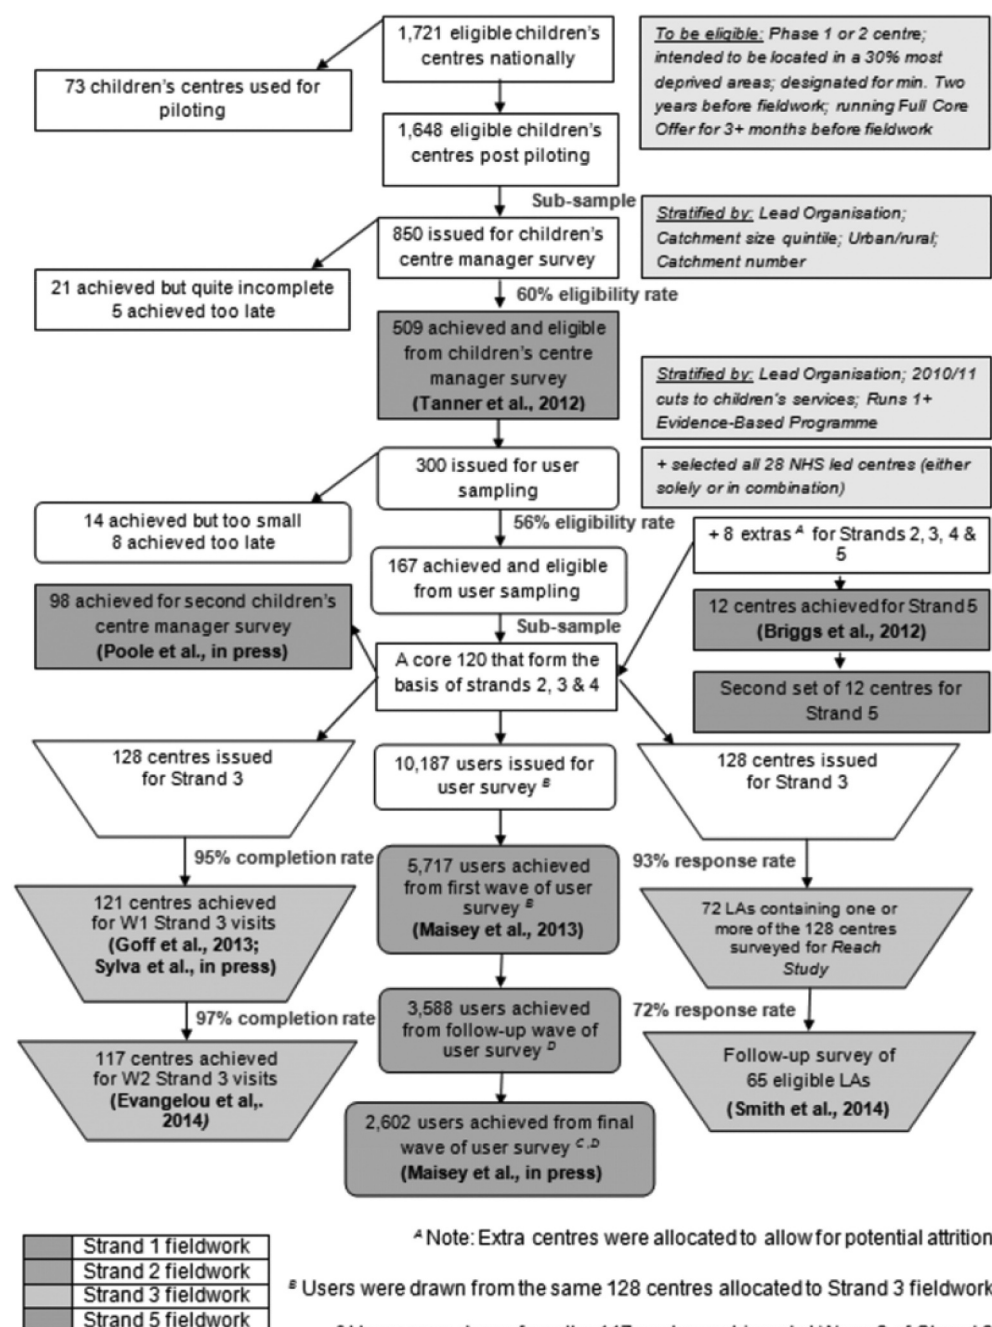 1,721 eligible children's
centres nationally
To be eligible: Phase 1 or 2 centre;
intended to be located in a 30% most
deprived areas; designated for min. Two
years before fieldwork; running Full Core
Offer for 3+ months before fieldwork
73 children's centres used for
piloting
1,648 eligible children's
centres post piloting
Sub-sample
Stratified by: Lead Organisation;
Catchment size quintile; Urban/rural;
Catchment number
850 issued for children's
centre manager survey
21 achieved but quite incomplete
5 achieved too late
60% eligibility rate
509 achieved and eligible
from children's centre
manager survey
(Tanner et al., 2012)
Stratified by: Lead Organisation; 2010/11
cuts to children's services; Runs 1+
Evidence-Based Programme
+ selected all 28 NHS led centres (either
solely or in combination)
300 issued for user
sampling
14 achieved but too small
8 achieved too late
56% eligibility rate
+ 8 extras A for Strands 2, 3, 4 &
5
167 achieved and eligible
from user sampling
98 achieved for second children's
centre manager survey
(Poole et al., in press)
12 centres achieved for Strand 5
(Briggs et al., 2012)
Sub-sample
A core 120 that form the
basis of strands 2, 3 & 4
Second set of 12 centres for
Strand 5
128 centres issued
for Strand 3
10,187 users issued for
user survey B
128 centres issued
for Strand 3
95% completion rate
93% response rate
5,717 users achieved
from first wave of user
survey B
(Maisey et al., 2013)
121 centres achieved
for W1 Strand 3 visits
(Goff et al., 2013;
Sylva et al., in press)
72 LAs containing one or
more of the 128 centres
surveyed for Reach
Study
97% completion rate
72% response rate
3,588 users achieved
from follow-up wave of
user survey D
117 centres achieved
for W2 Strand 3 visits
(Evangelou et al,.
2014)
Follow-up survey of
65 eligible LAs
(Smith et al., 2014)
2,602 users achieved from final
wave of user survey C,D
(Maisey et al., in press)
Strand 1 fieldwork
Strand 2 fieldwork
Strand 3 fieldwork
Strand 5 fieldwork
A Note: Extra centres were allocated to allow for potential attrition
B Users were drawn from the same 128 centres allocated to Strand 3 fieldwork